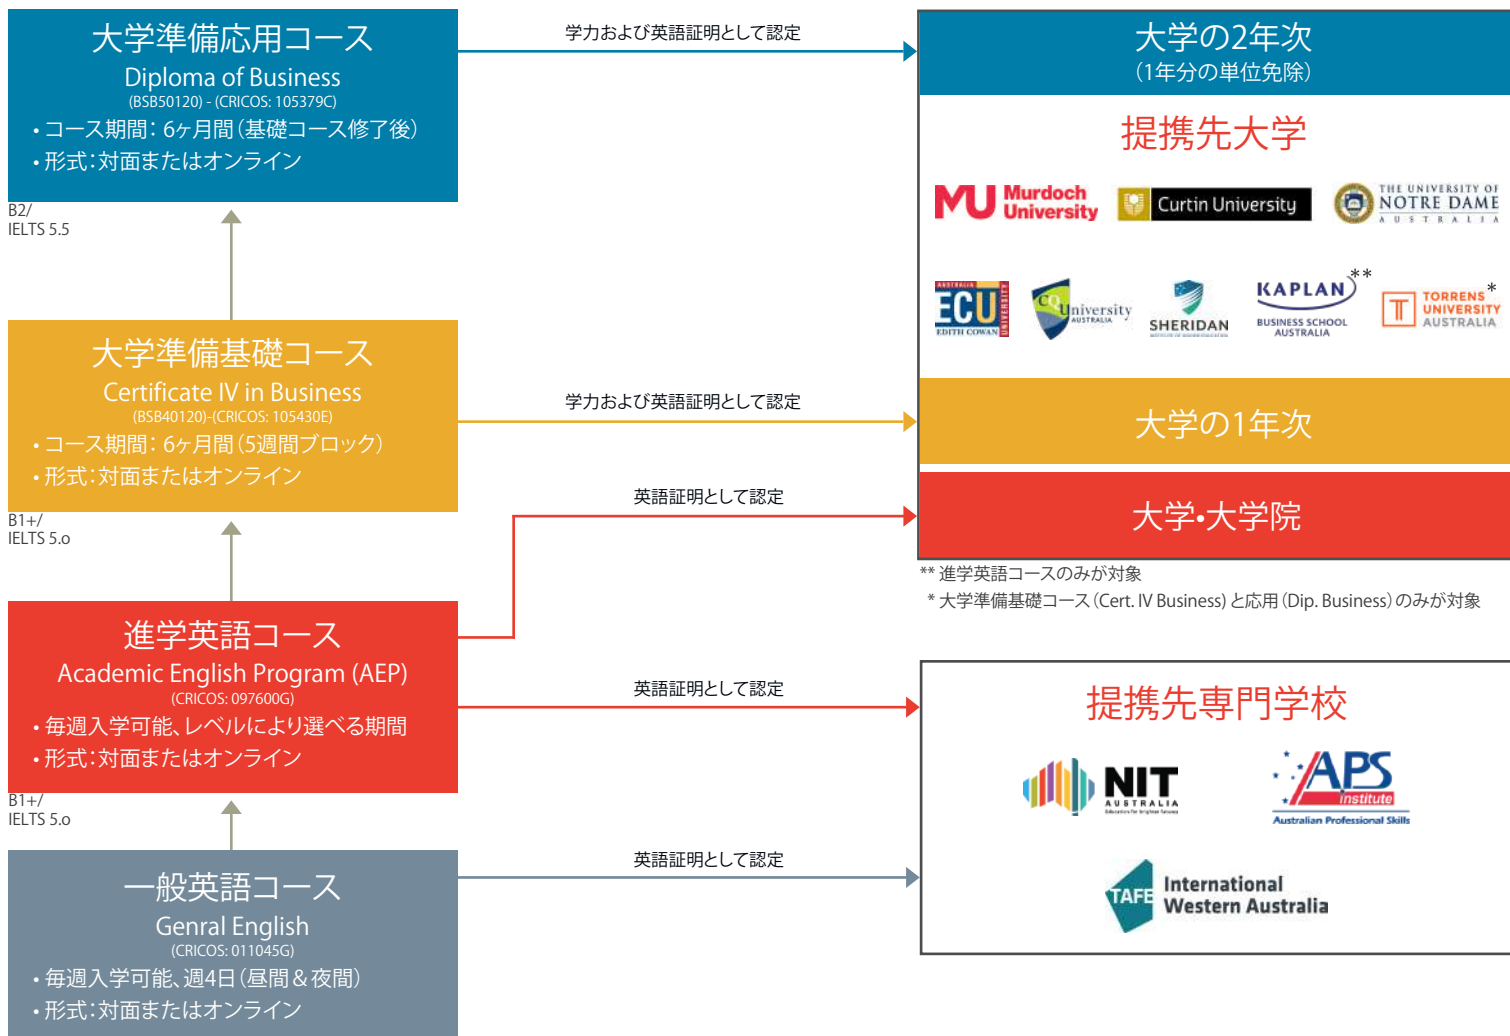 大学準備応用コース
Diploma of Business
(BSB50120) - (CRICOS: 105379C)
• コース期間: 6ヶ月間(基礎コース修了後)
• 形式:対面またはオンライン
B2/
IELTS 5.5
大学準備基礎コース
Certificate IV in Business
(BSB40120)-(CRICOS: 105430E)
• コース期間: 6ヶ月間(5週間ブロック)
• 形式:対面またはオンライン
B1+/
IELTS 5.0
進学英語コース
Academic English Program (AEP)
(CRICOS: 097600G)
• 毎週入学可能、レベルにより選べる期間
• 形式:対面またはオンライン
B1+/
IELTS 5.0
一般英語コース
Genral English
(CRICOS: 011045G)
• 毎週入学可能、週4日(昼間&夜間)
• 形式:対面またはオンライン
学力および英語証明として認定
学力および英語証明として認定
英語証明として認定
英語証明として認定
英語証明として認定
大学の2年次
(1年分の単位免除)
提携先大学
MU Murdoch
University
Curtin University
THE UNIVERSITY OF
NOTRE DAME
AUSTRALIA
AUSTRALIA
ECU
EDITH COWAN
UNIVERSITY
CQUniversity
AUSTRALIA
SHERIDAN
KAPLAN **
BUSINESS SCHOOL
AUSTRALIA
TORRENS *
UNIVERSITY
AUSTRALIA
大学の1年次
大学・大学院
** 進学英語コースのみが対象
* 大学準備基礎コース(Cert. IV Business) と応用(Dip. Business)のみが対象
提携先専門学校
NIT
AUSTRALIA
Education for brighter futures
APS
institute
Australian Professional Skills
TAFE International
Western Australia